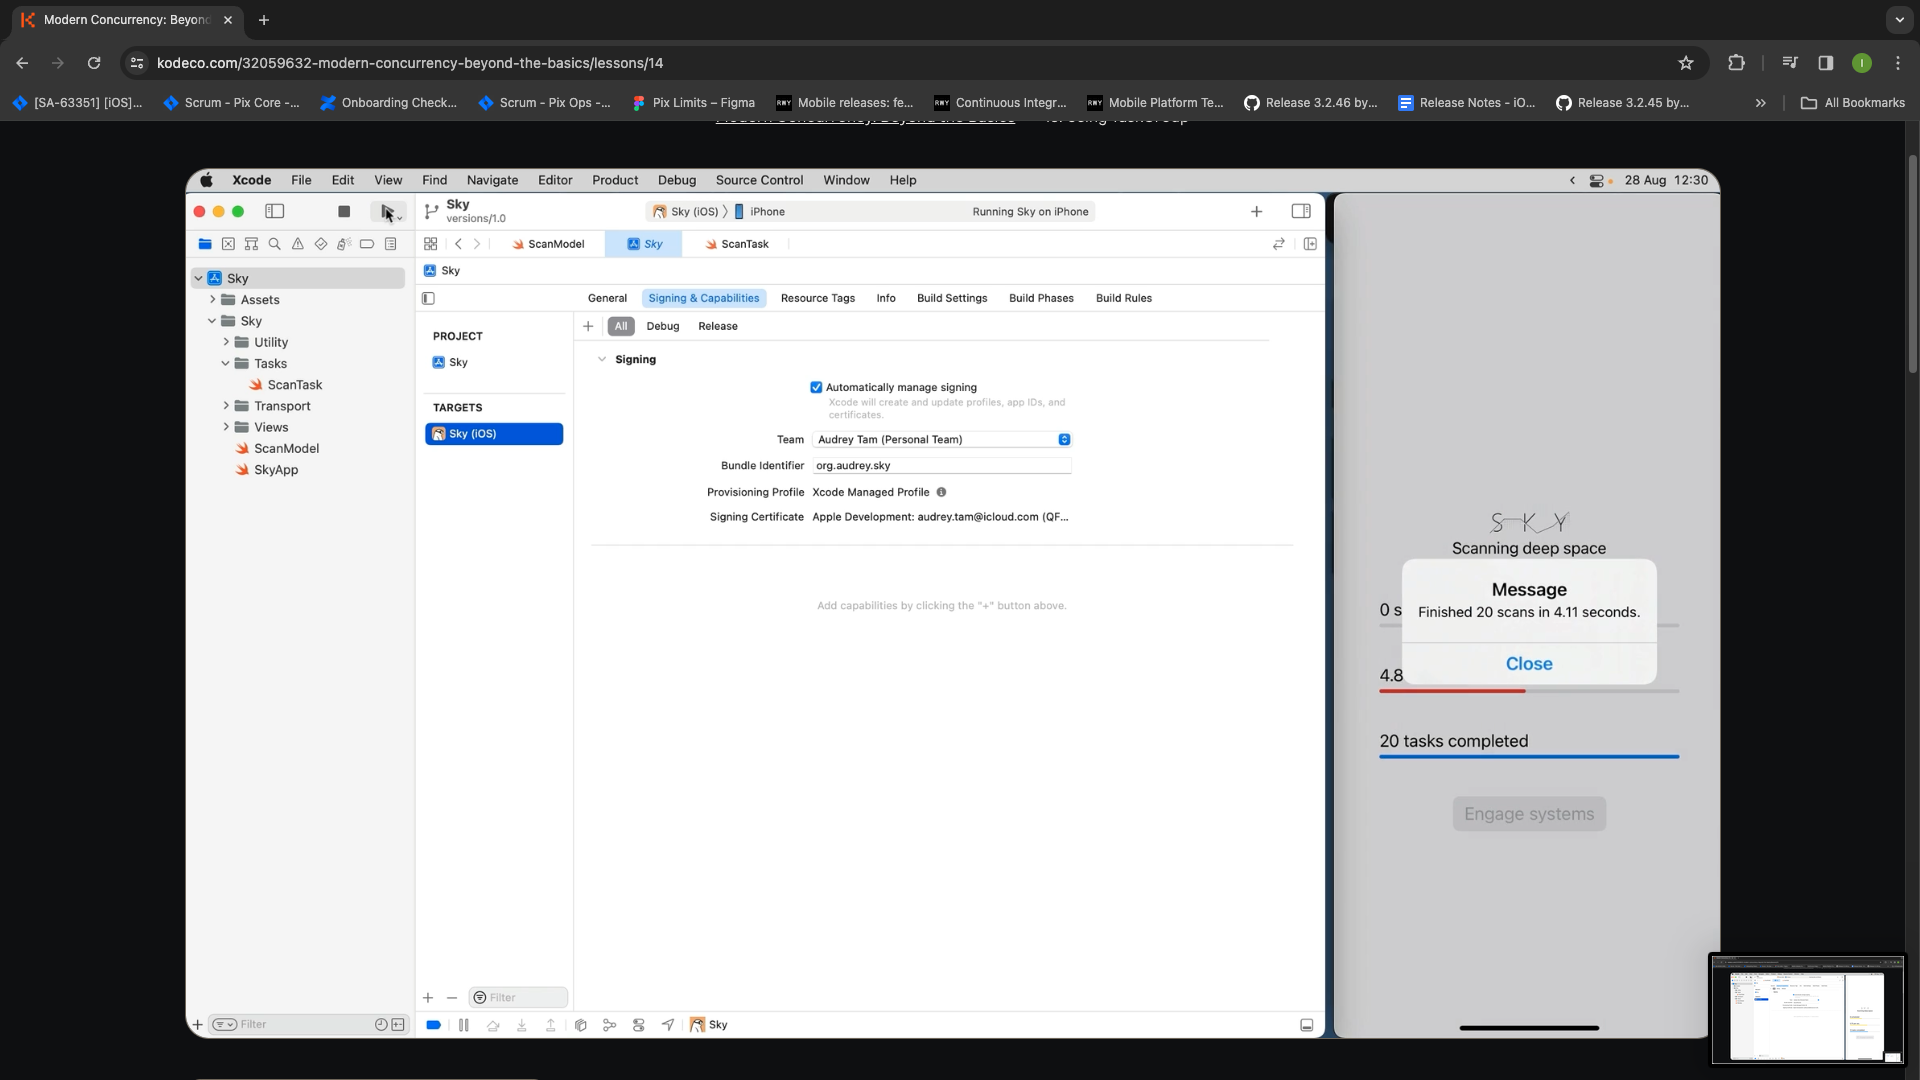 Modern Concurrency: Beyond
kodeco.com/32059632-modern-concurrency-beyond-the-basics/lessons/14
[SA-63351] [iOS]...
Scrum - Pix Core -...
Onboarding Check...
Scrum - Pix Ops -...
Pix Limits – Figma
RWY
Mobile releases: fe...
RWY
Continuous Integr...
RWY
Mobile Platform Te...
Release 3.2.46 by...
Release Notes - iO...
Release 3.2.45 by...
»
All Bookmarks
Modern Concurrency: Beyond the Basics
Xcode File Edit View Find Navigate Editor Product Debug Source Control Window Help
28 Aug 12:30
Sky
versions/1.0
Sky (iOS) 〉 iPhone
Running Sky on iPhone
ScanModel
Sky
ScanTask
Sky
General
Signing & Capabilities
Resource Tags
Info
Build Settings
Build Phases
Build Rules
All
Debug
Release
Sky
Assets
Sky
Utility
Tasks
ScanTask
Transport
Views
ScanModel
SkyApp
Filter
PROJECT
Sky
TARGETS
Sky (iOS)
Filter
Signing
Automatically manage signing
Xcode will create and update profiles, app IDs, and
certificates.
Team Audrey Tam (Personal Team)
Bundle Identifier org.audrey.sky
Provisioning Profile Xcode Managed Profile
Signing Certificate Apple Development: audrey.tam@icloud.com (QF...
Add capabilities by clicking the "+" button above.
Sky
S K Y
Scanning deep space
Message
Finished 20 scans in 4.11 seconds.
Close
0 s
4.8
20 tasks completed
Engage systems